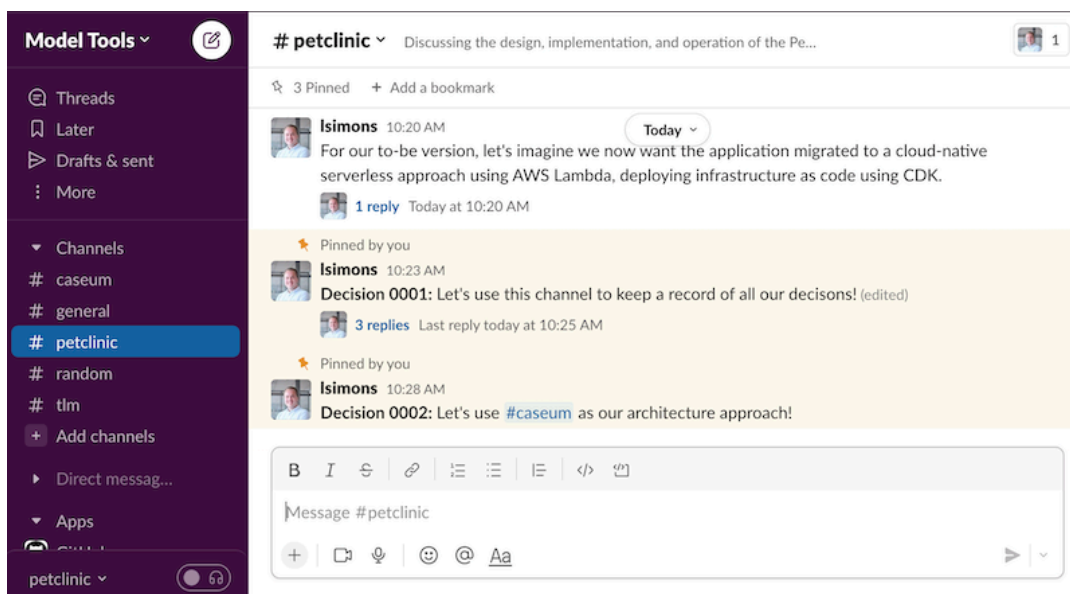 Model Tools
Threads
Later
Drafts & sent
More
Channels
# caseum
# general
# petclinic
# random
# tlm
+ Add channels
Direct messag...
Apps
petclinic
# petclinic
Discussing the design, implementation, and operation of the Pe...
1
3 Pinned + Add a bookmark
Today
lsimons 10:20 AM
For our to-be version, let's imagine we now want the application migrated to a cloud-native
serverless approach using AWS Lambda, deploying infrastructure as code using CDK.
1 reply Today at 10:20 AM
Pinned by you
lsimons 10:23 AM
Decision 0001: Let's use this channel to keep a record of all our decisons! (edited)
3 replies Last reply today at 10:25 AM
Pinned by you
lsimons 10:28 AM
Decision 0002: Let's use #caseum as our architecture approach!
B I S
Message #petclinic
+ @ Aa